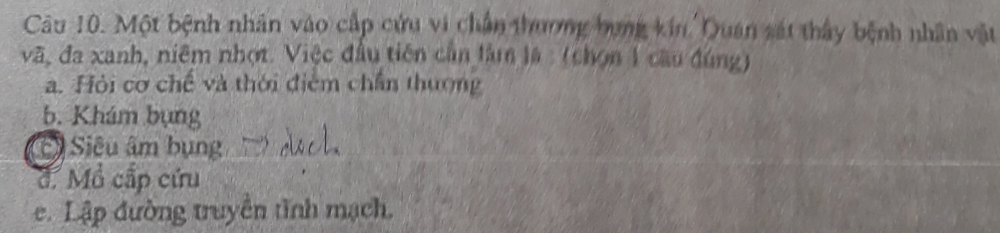 Câu 10. Một bệnh nhân vào cấp cứu vì chấn thương bụng kín. Quan sát thấy bệnh nhân vật
vã, da xanh, niêm nhợt. Việc đầu tiên cần làm là : (chọn 1 câu đúng)
a. Hỏi cơ chế và thời điểm chấn thương
b. Khám bụng
c) Siêu âm bụng → dịch
d. Mổ cấp cứu
e. Lập đường truyền tĩnh mạch.